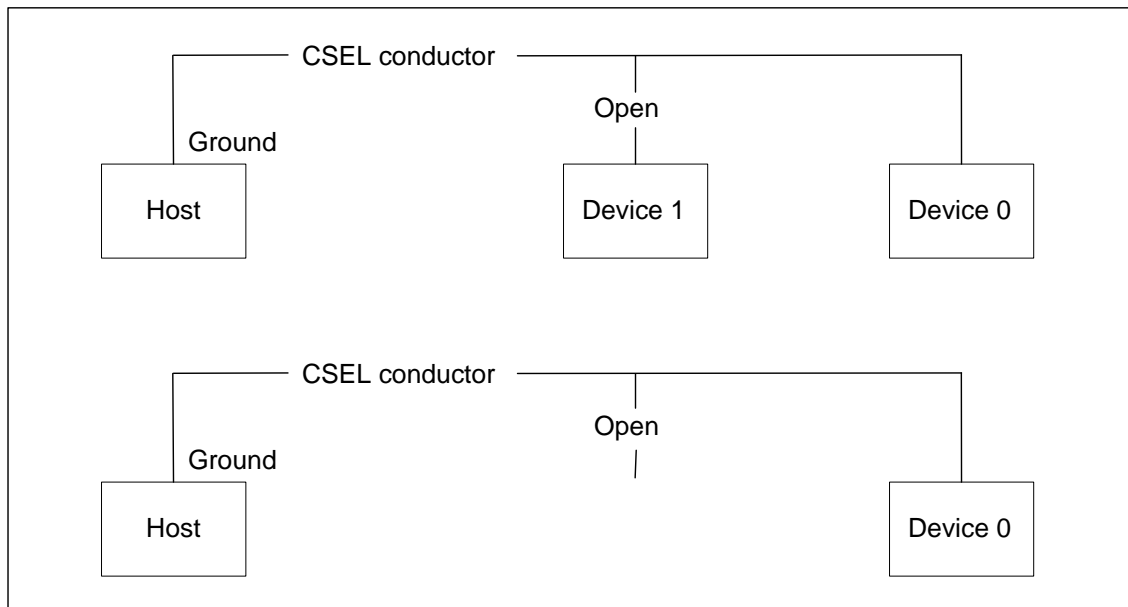 CSEL conductor
Open
Ground
Host
Device 1
Device 0
CSEL conductor
Open
Ground
Host
Device 0